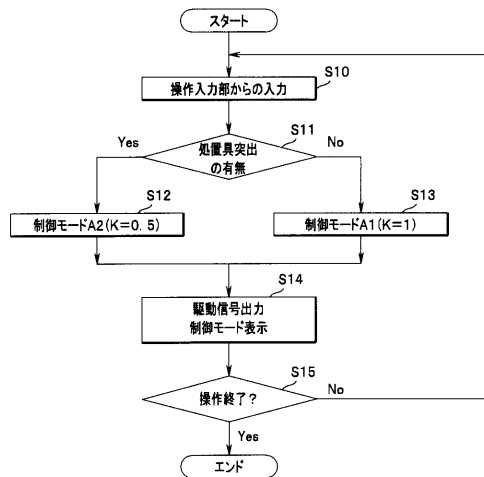 スタート
S10
操作入力部からの入力
S11
Yes
処置具突出
の有無
No
S12
制御モードA2(K=0. 5)
S13
制御モードA1(K=1)
S14
駆動信号出力
制御モード表示
S15
操作終了？
No
Yes
エンド